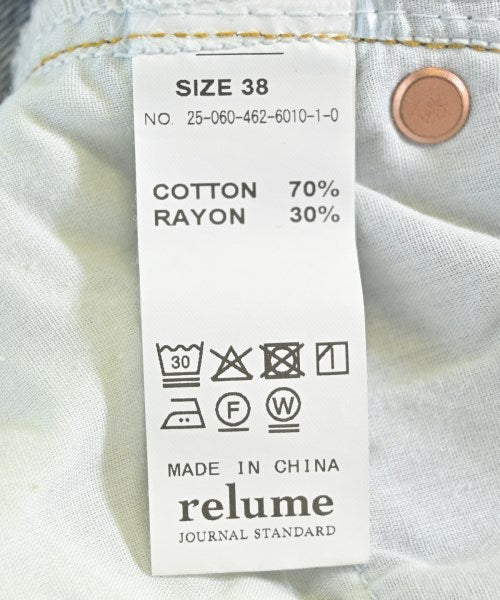 SIZE 38
NO. 25-060-462-6010-1-0
COTTON 70%
RAYON 30%
30
F W
MADE IN CHINA
relume
JOURNAL STANDARD